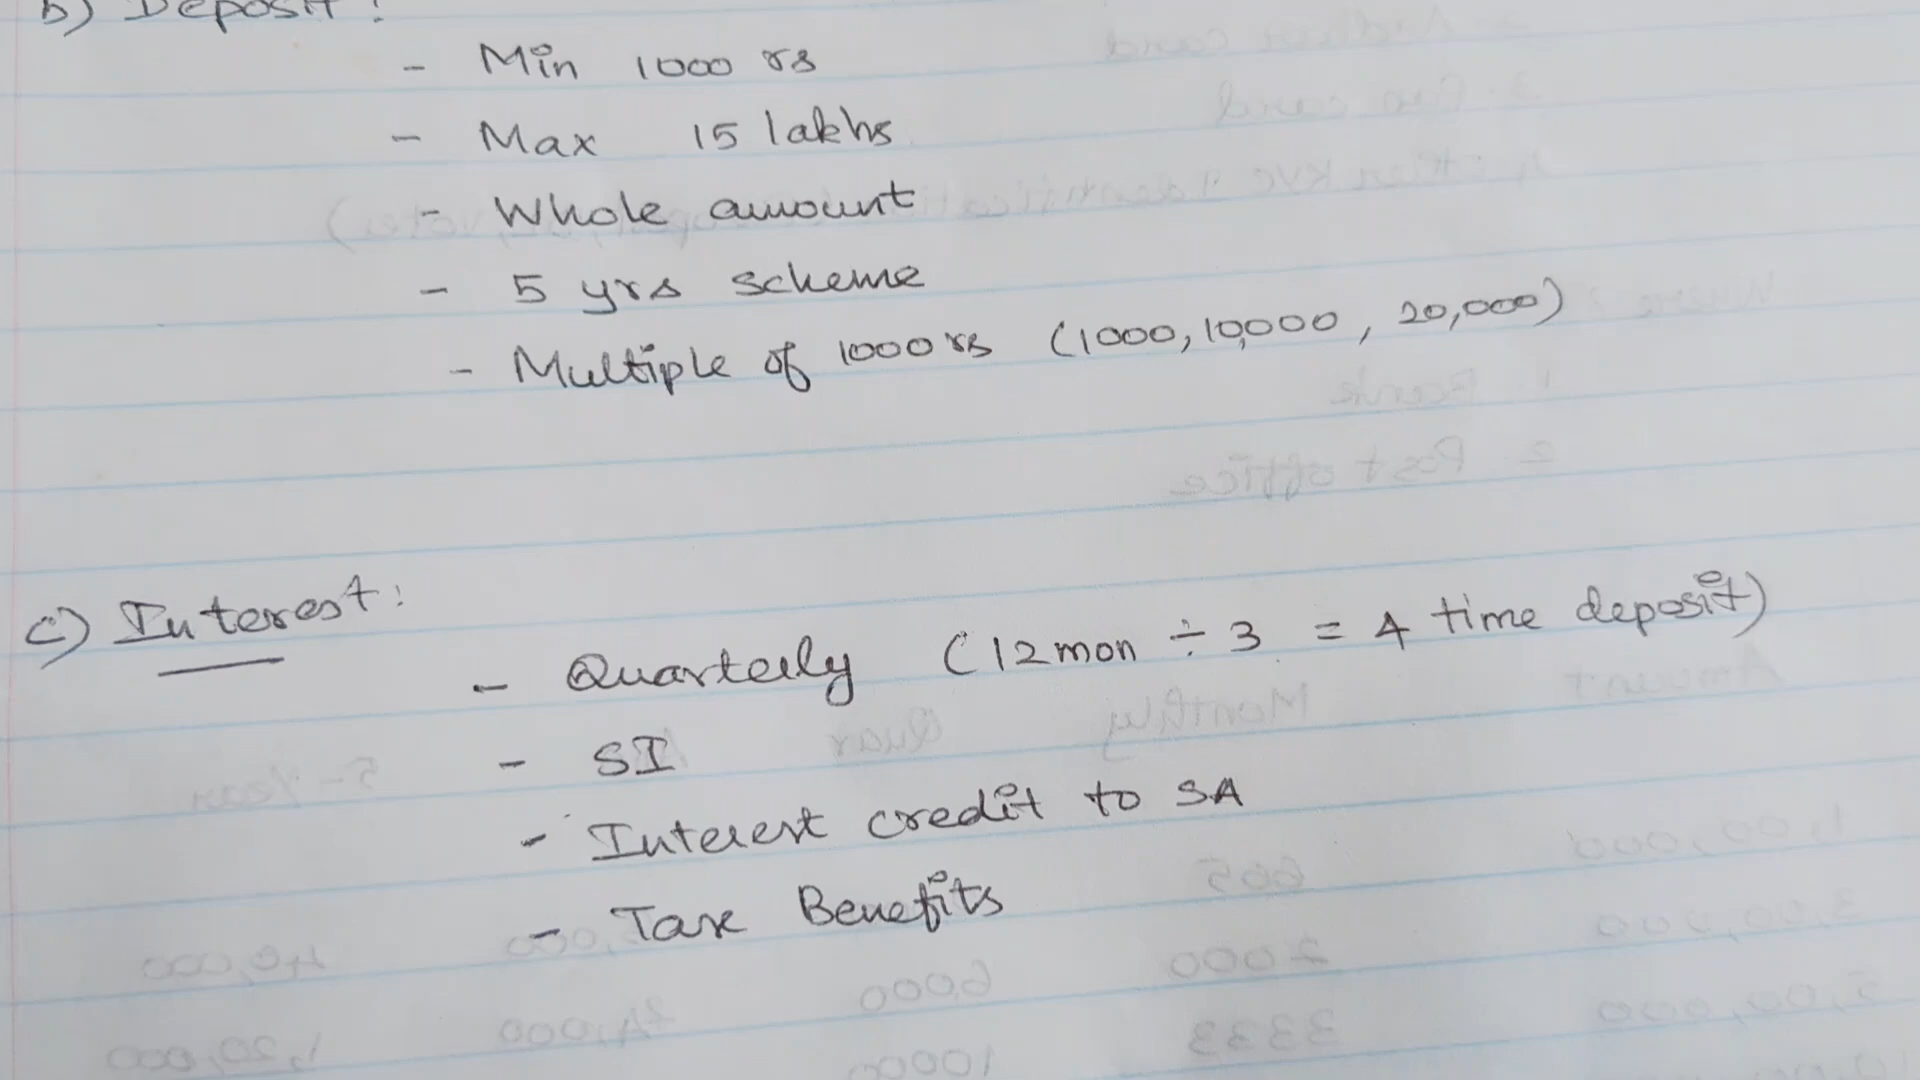 b) Deposit :
- Min 1000 rs
- Max 15 lakhs
- Whole amount
- 5 yrs scheme
- Multiple of 1000 rs (1000, 10,000, 20,000)
c) Interest :
- Quarterly (12 mon ÷ 3 = 4 time deposit)
- SI
- Interest credit to SA
- Tax Benefits